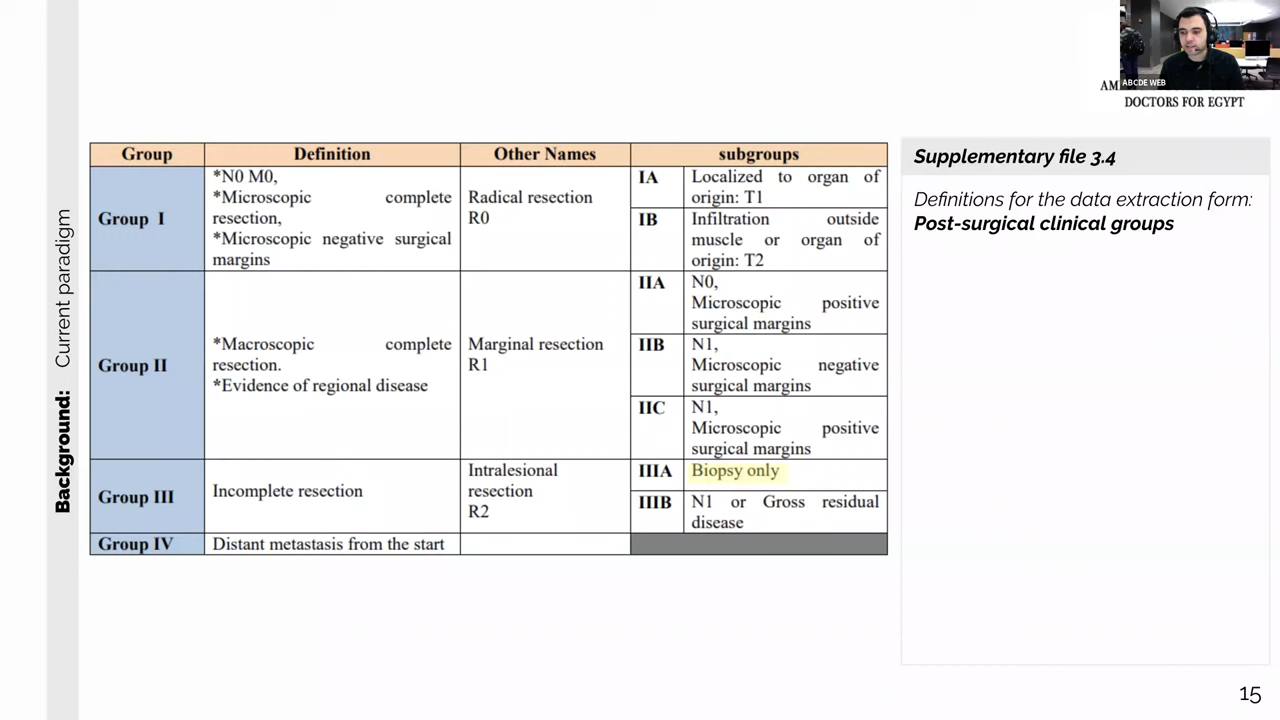 ABCDE WEB
AM
DOCTORS FOR EGYPT
Background: Current paradigm
Group Definition Other Names subgroups
Group I
*N0 M0,
*Microscopic complete
resection,
*Microscopic negative surgical
margins
Radical resection
R0
IA Localized to organ of
origin: T1
IB Infiltration outside
muscle or organ of
origin: T2
Group II
*Macroscopic complete
resection.
*Evidence of regional disease
Marginal resection
R1
IIA N0,
Microscopic positive
surgical margins
IIB N1,
Microscopic negative
surgical margins
IIC N1,
Microscopic positive
surgical margins
Group III
Incomplete resection
Intralesional
resection
R2
IIIA Biopsy only
IIIB N1 or Gross residual
disease
Group IV Distant metastasis from the start
Supplementary file 3.4
Definitions for the data extraction form:
Post-surgical clinical groups
15